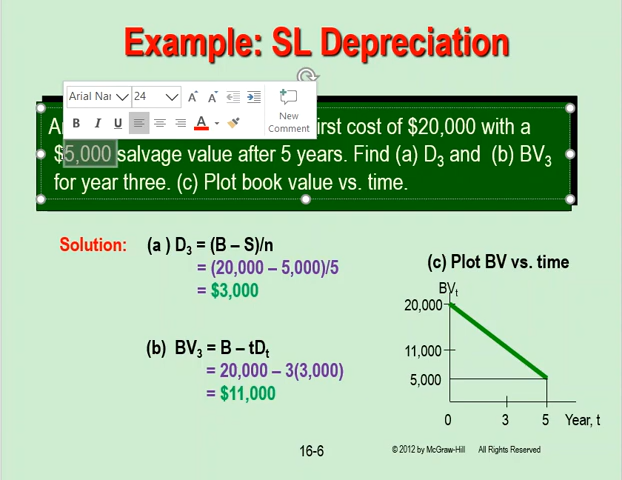 Example: SL Depreciation
Arial Nar 24 A A
B I U A
New
Comment
irst cost of $20,000 with a
$5,000 salvage value after 5 years. Find (a) D3 and (b) BV3
for year three. (c) Plot book value vs. time.
Solution: (a ) D3 = (B – S)/n
= (20,000 – 5,000)/5
= $3,000
(b) BV3 = B – tDt
= 20,000 – 3(3,000)
= $11,000
(c) Plot BV vs. time
BVt
20,000
11,000
5,000
0 3 5 Year, t
16-6
© 2012 by McGraw-Hill All Rights Reserved